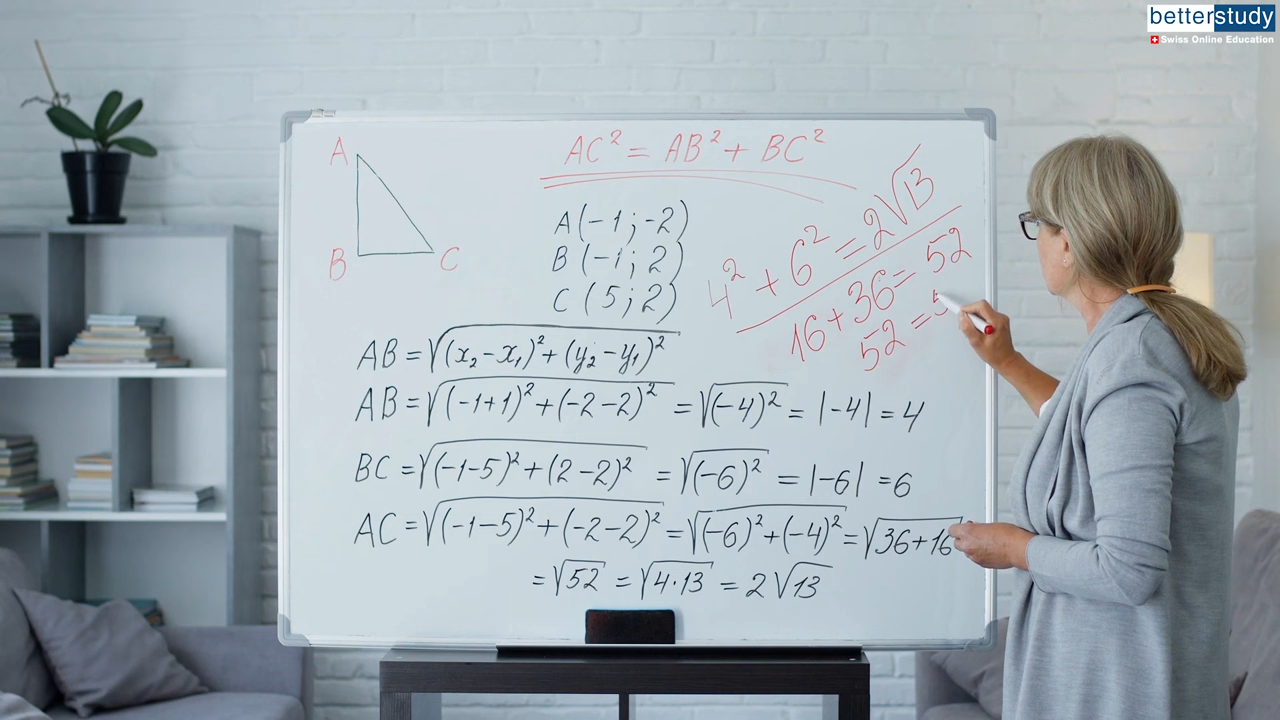 betterstudy
Swiss Online Education
A
B
C
AC² = AB² + BC²
A(-1; -2)
B(-1; 2)
C(5; 2)
4² + 6² = 2√13
16 + 36 = 52
52 = 5
AB = √((x₂-x₁)² + (y₂-y₁)²)
AB = √((-1+1)² + (-2-2)²) = √((-4)²) = |-4| = 4
BC = √((-1-5)² + (2-2)²) = √((-6)²) = |-6| = 6
AC = √((-1-5)² + (-2-2)²) = √((-6)² + (-4)²) = √(36+16
= √52 = √(4·13) = 2√13